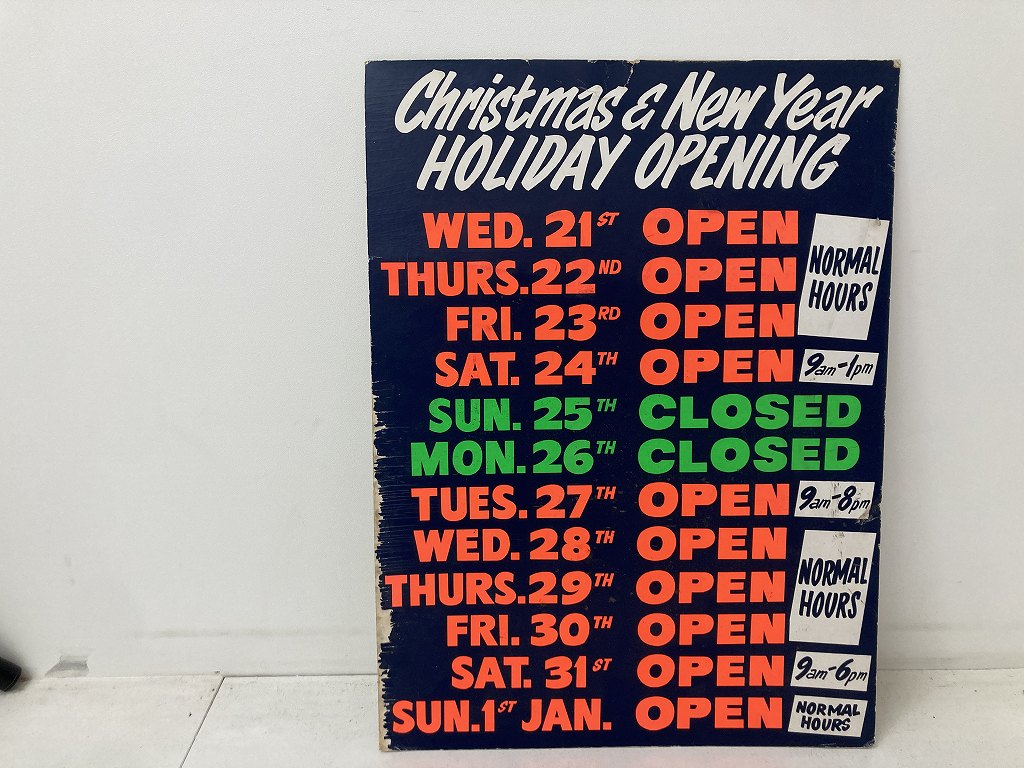 Christmas & New Year
HOLIDAY OPENING
WED. 21ST OPEN
THURS. 22ND OPEN
FRI. 23RD OPEN
NORMAL
HOURS
SAT. 24TH OPEN 9am-1pm
SUN. 25TH CLOSED
MON. 26TH CLOSED
TUES. 27TH OPEN 9am-8pm
WED. 28TH OPEN
THURS. 29TH OPEN
FRI. 30TH OPEN
NORMAL
HOURS
SAT. 31ST OPEN 9am-6pm
SUN. 1ST JAN. OPEN NORMAL
HOURS